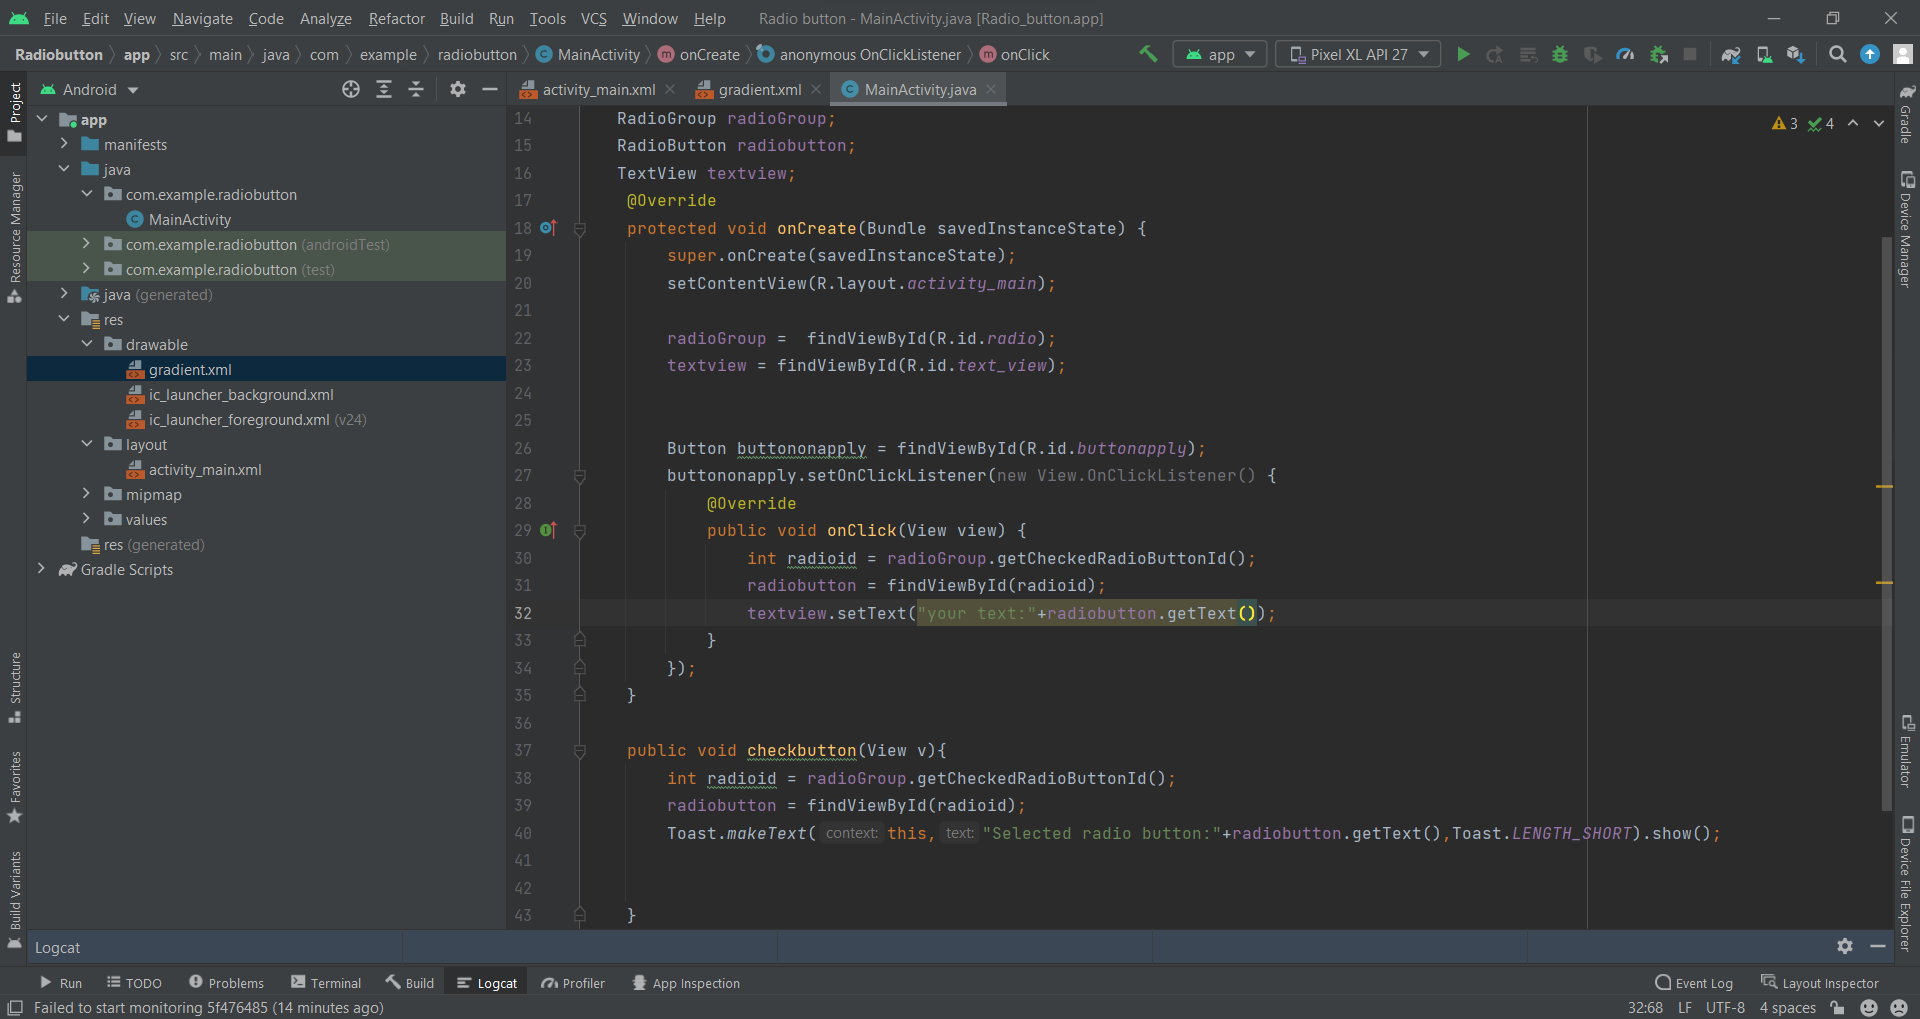 File Edit View Navigate Code Analyze Refactor Build Run Tools VCS Window Help Radio button - MainActivity.java [Radio_button.app]
Radiobutton app src main java com example radiobutton MainActivity onCreate anonymous OnClickListener onClick app Pixel XL API 27
Android
activity_main.xml gradient.xml MainActivity.java
Project
Resource Manager
Structure
Favorites
Build Variants
app
manifests
java
com.example.radiobutton
MainActivity
com.example.radiobutton (androidTest)
com.example.radiobutton (test)
java (generated)
res
drawable
gradient.xml
ic_launcher_background.xml
ic_launcher_foreground.xml (v24)
layout
activity_main.xml
mipmap
values
res (generated)
Gradle Scripts
3 4
14 RadioGroup radioGroup;
15 RadioButton radiobutton;
16 TextView textview;
17 @Override
18 protected void onCreate(Bundle savedInstanceState) {
19 super.onCreate(savedInstanceState);
20 setContentView(R.layout.activity_main);
21
22 radioGroup =  findViewById(R.id.radio);
23 textview = findViewById(R.id.text_view);
24
25
26 Button buttononapply = findViewById(R.id.buttonapply);
27 buttononapply.setOnClickListener(new View.OnClickListener() {
28 @Override
29 public void onClick(View view) {
30 int radioid = radioGroup.getCheckedRadioButtonId();
31 radiobutton = findViewById(radioid);
32 textview.setText("your text:"+radiobutton.getText());
33 }
34 });
35 }
36
37 public void checkbutton(View v){
38 int radioid = radioGroup.getCheckedRadioButtonId();
39 radiobutton = findViewById(radioid);
40 Toast.makeText( context: this, text: "Selected radio button:"+radiobutton.getText(),Toast.LENGTH_SHORT).show();
41
42
43 }
Gradle
Device Manager
Emulator
Device File Explorer
Logcat
Run TODO Problems Terminal Build Logcat Profiler App Inspection Event Log Layout Inspector
Failed to start monitoring 5f476485 (14 minutes ago) 32:68 LF UTF-8 4 spaces